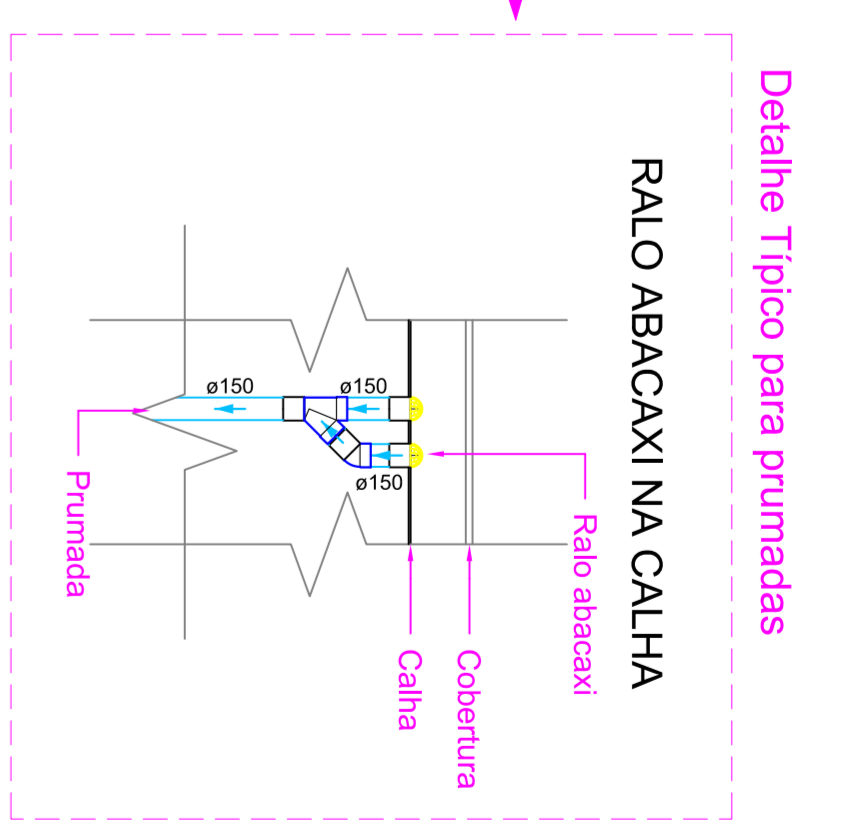 Detalhe Típico para prumadas
RALO ABACAXI NA CALHA
Ralo abacaxi
Cobertura
Calha
ø150
ø150
ø150
Prumada